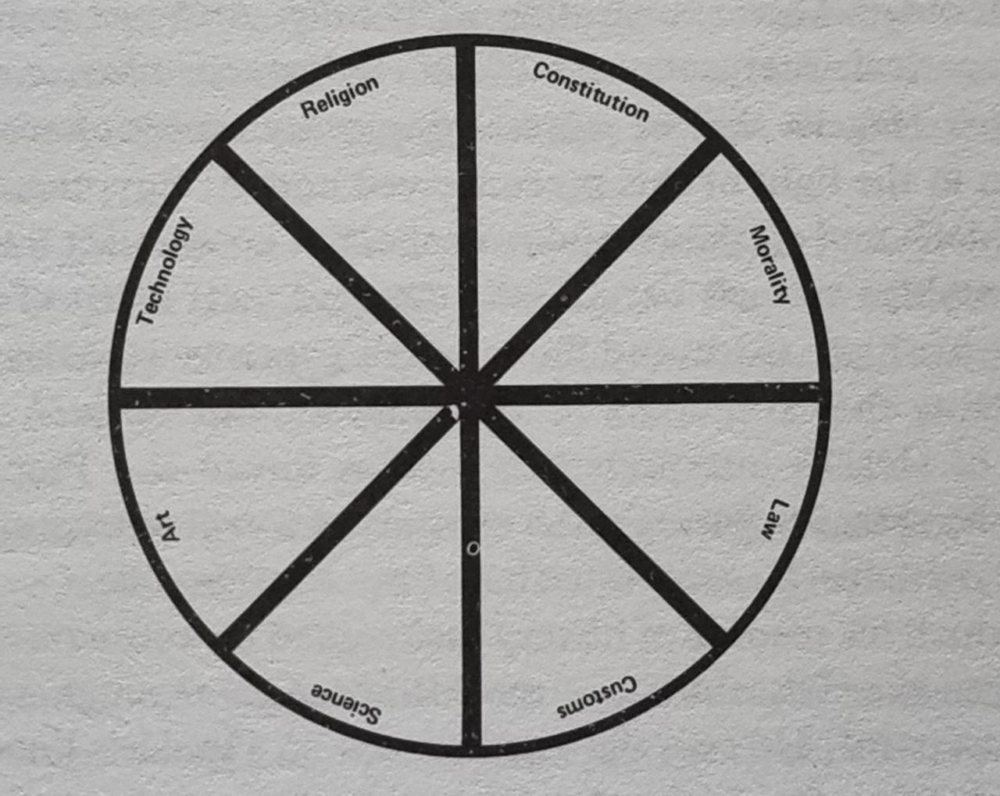 Religion
Constitution
Morality
Law
Customs
Science
Art
Technology